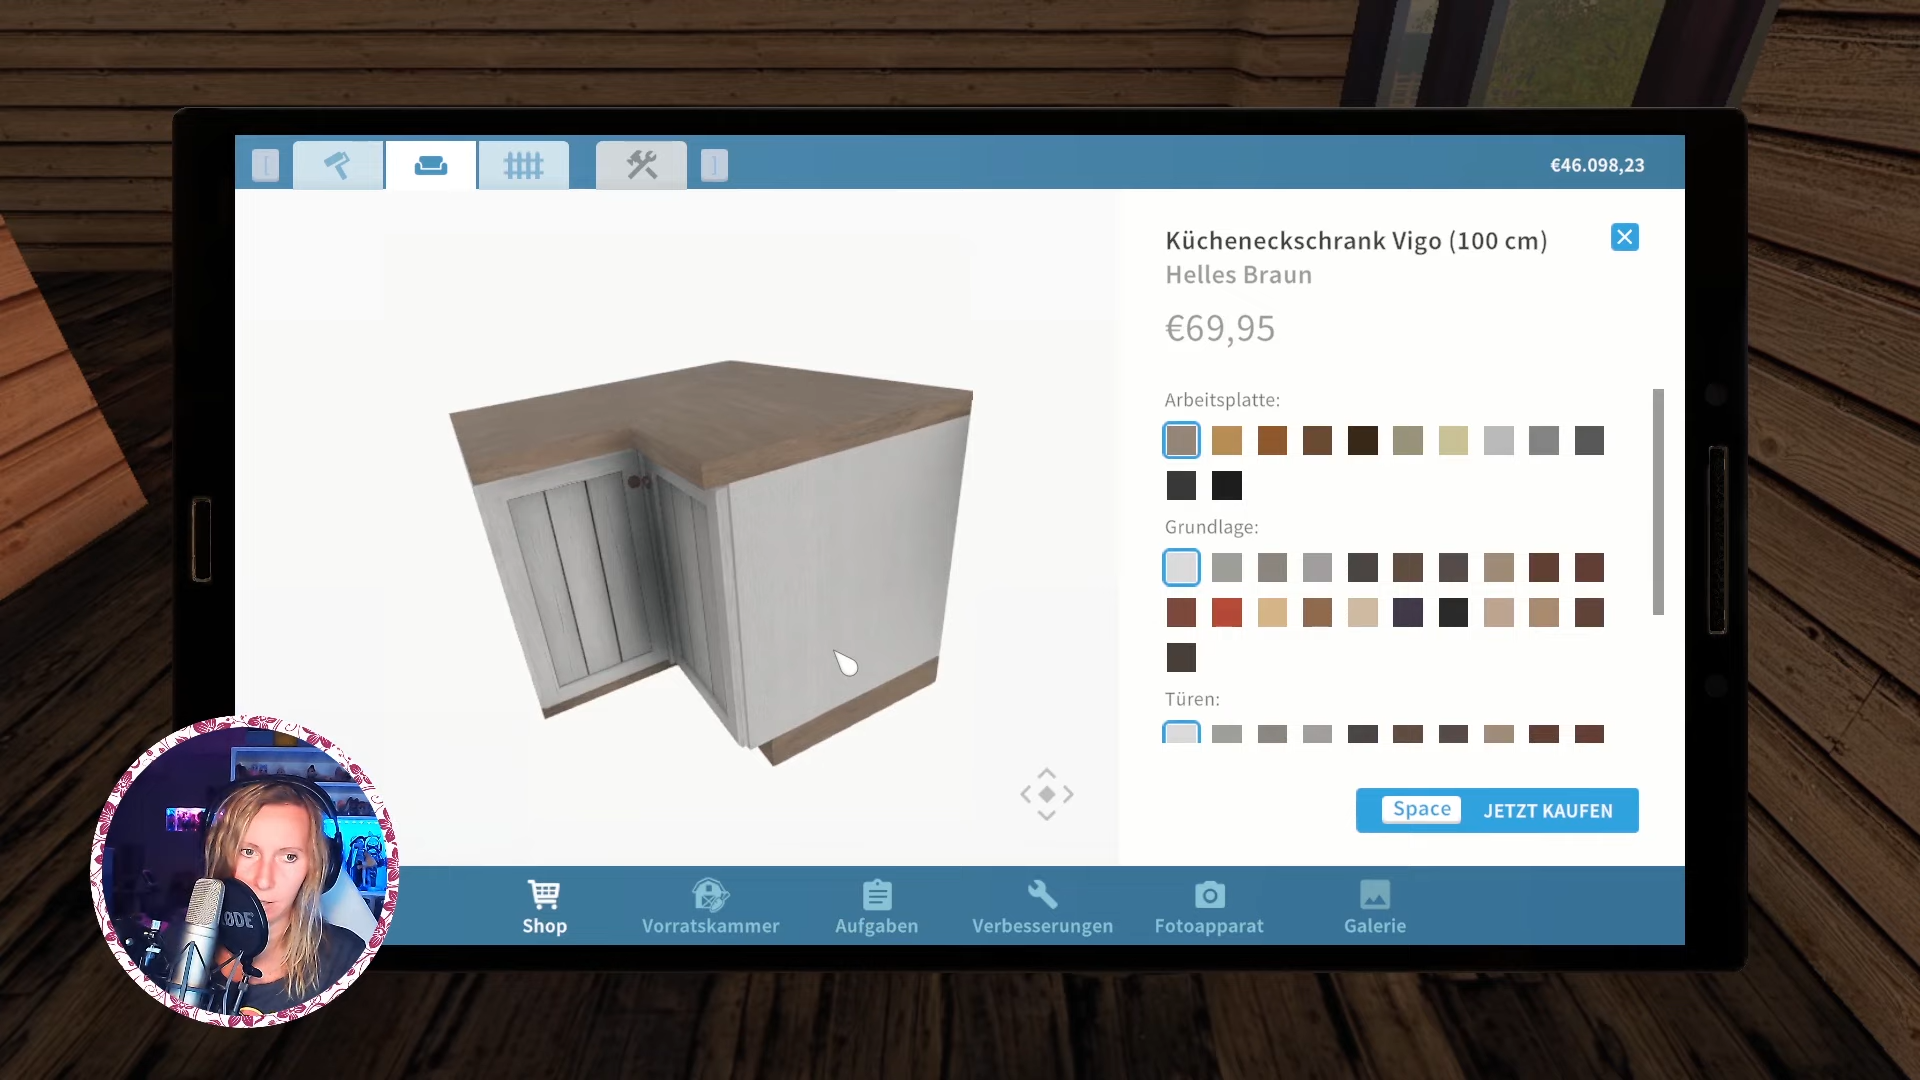 [
]
€46.098,23
Kücheneckschrank Vigo (100 cm)
Helles Braun
€69,95
Arbeitsplatte:
Grundlage:
Türen:
Space JETZT KAUFEN
Shop
Vorratskammer
Aufgaben
Verbesserungen
Fotoapparat
Galerie